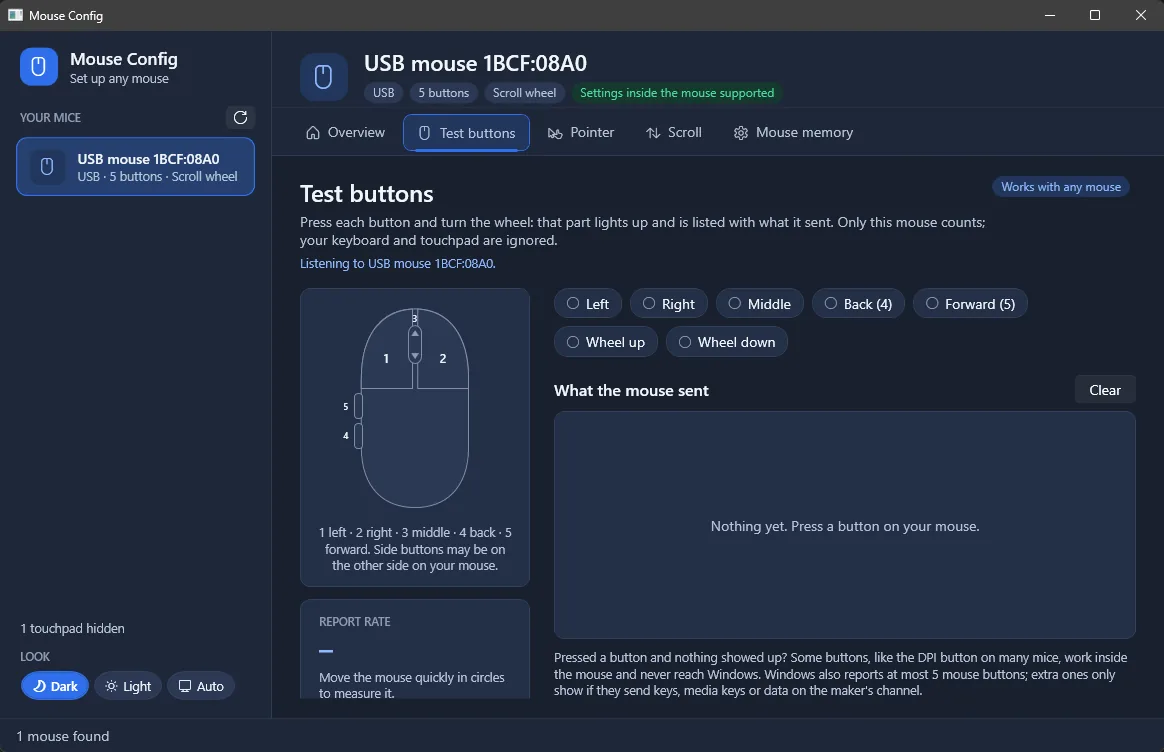 Mouse Config
Mouse Config
Set up any mouse
YOUR MICE
USB mouse 1BCF:08A0
USB · 5 buttons · Scroll wheel
1 touchpad hidden
LOOK
Dark
Light
Auto
1 mouse found
USB mouse 1BCF:08A0
USB
5 buttons
Scroll wheel
Settings inside the mouse supported
Overview
Test buttons
Pointer
Scroll
Mouse memory
Test buttons
Works with any mouse
Press each button and turn the wheel: that part lights up and is listed with what it sent. Only this mouse counts;
your keyboard and touchpad are ignored.
Listening to USB mouse 1BCF:08A0.
3
1
2
5
4
1 left · 2 right · 3 middle · 4 back · 5
forward. Side buttons may be on
the other side on your mouse.
REPORT RATE
—
Move the mouse quickly in circles
to measure it.
Left
Right
Middle
Back (4)
Forward (5)
Wheel up
Wheel down
What the mouse sent
Clear
Nothing yet. Press a button on your mouse.
Pressed a button and nothing showed up? Some buttons, like the DPI button on many mice, work inside
the mouse and never reach Windows. Windows also reports at most 5 mouse buttons; extra ones only
show if they send keys, media keys or data on the maker's channel.